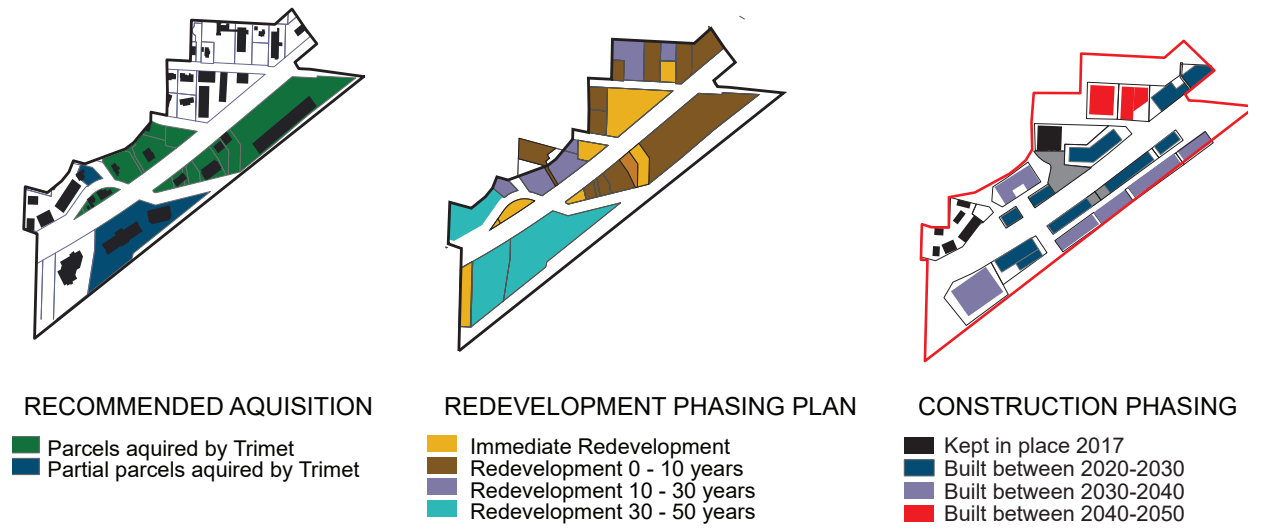 RECOMMENDED AQUISITION
Parcels aquired by Trimet
Partial parcels aquired by Trimet
REDEVELOPMENT PHASING PLAN
Immediate Redevelopment
Redevelopment 0 - 10 years
Redevelopment 10 - 30 years
Redevelopment 30 - 50 years
CONSTRUCTION PHASING
Kept in place 2017
Built between 2020-2030
Built between 2030-2040
Built between 2040-2050